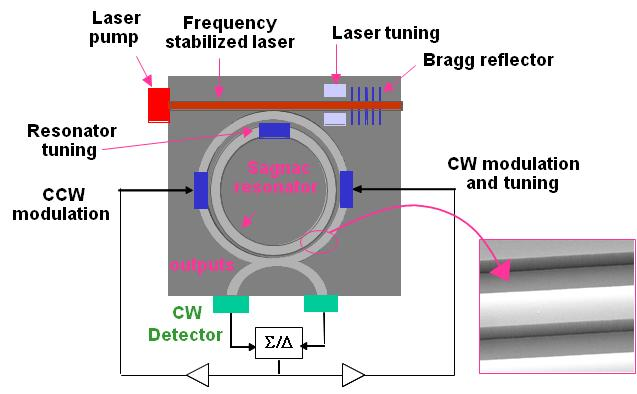 Laser
pump
Frequency
stabilized laser
Laser tuning
Bragg reflector
Resonator
tuning
Sagnac
resonator
CW modulation
and tuning
CCW
modulation
outputs
CW
Detector
Σ/Δ